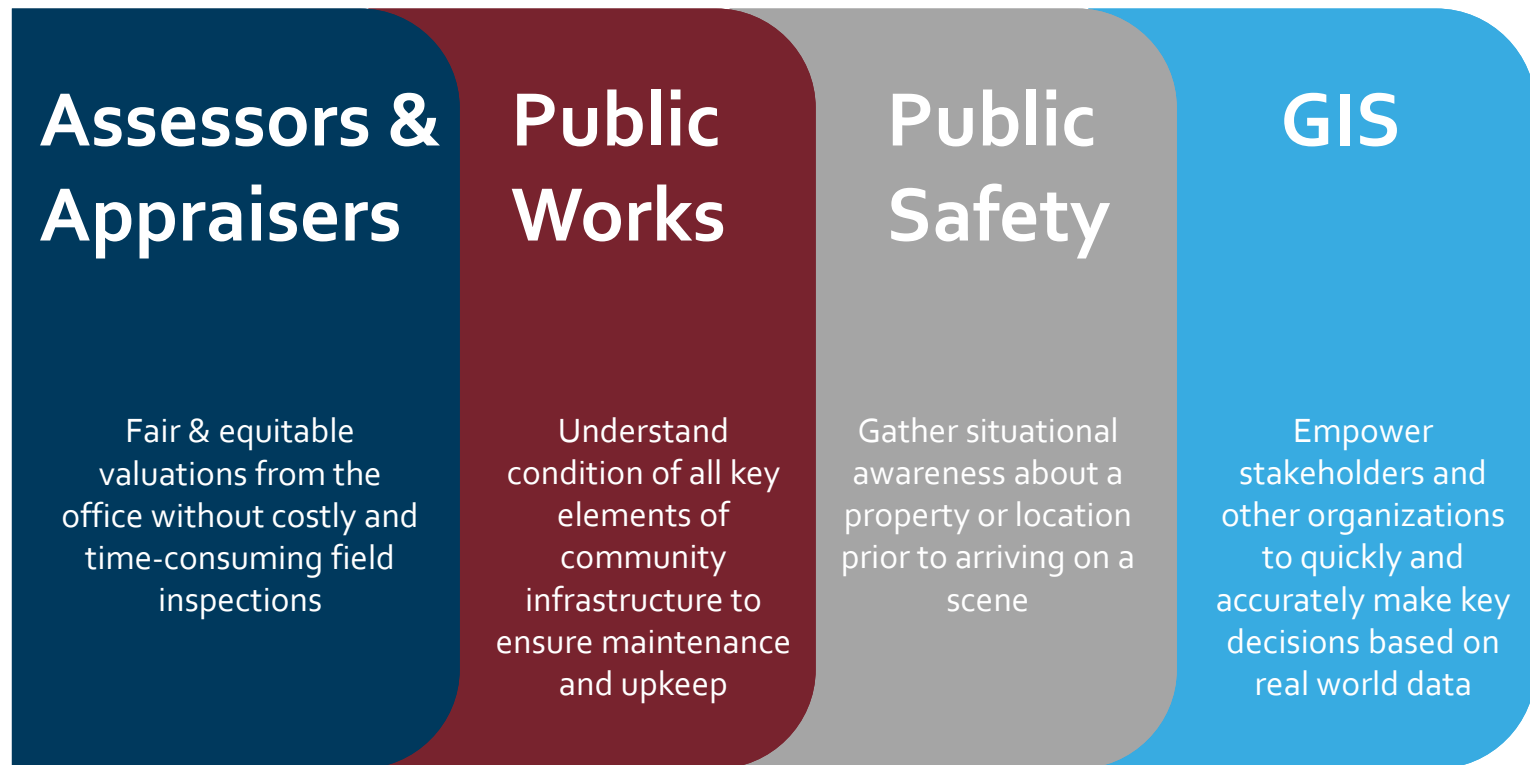 Assessors &
Appraisers
Fair & equitable
valuations from the
office without costly and
time-consuming field
inspections
Public
Works
Understand
condition of all key
elements of
community
infrastructure to
ensure maintenance
and upkeep
Public
Safety
Gather situational
awareness about a
property or location
prior to arriving on a
scene
GIS
Empower
stakeholders and
other organizations
to quickly and
accurately make key
decisions based on
real world data